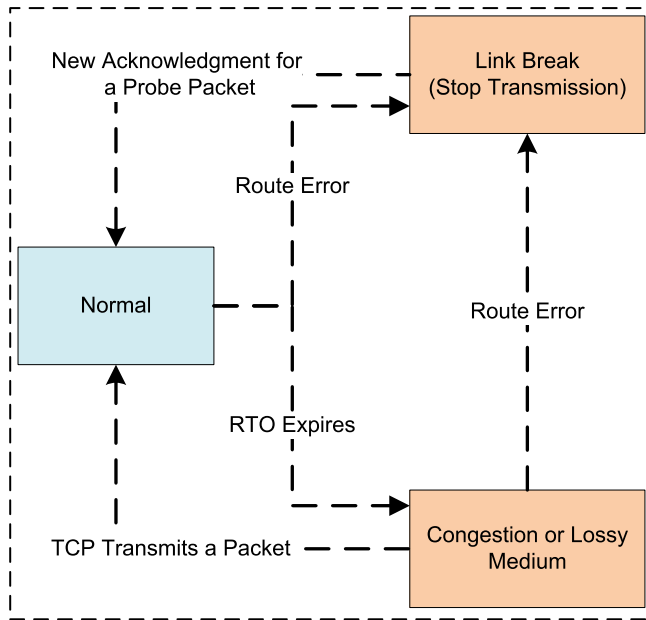 New Acknowledgment for
a Probe Packet
Link Break
(Stop Transmission)
Route Error
Normal
Route Error
RTO Expires
TCP Transmits a Packet
Congestion or Lossy
Medium